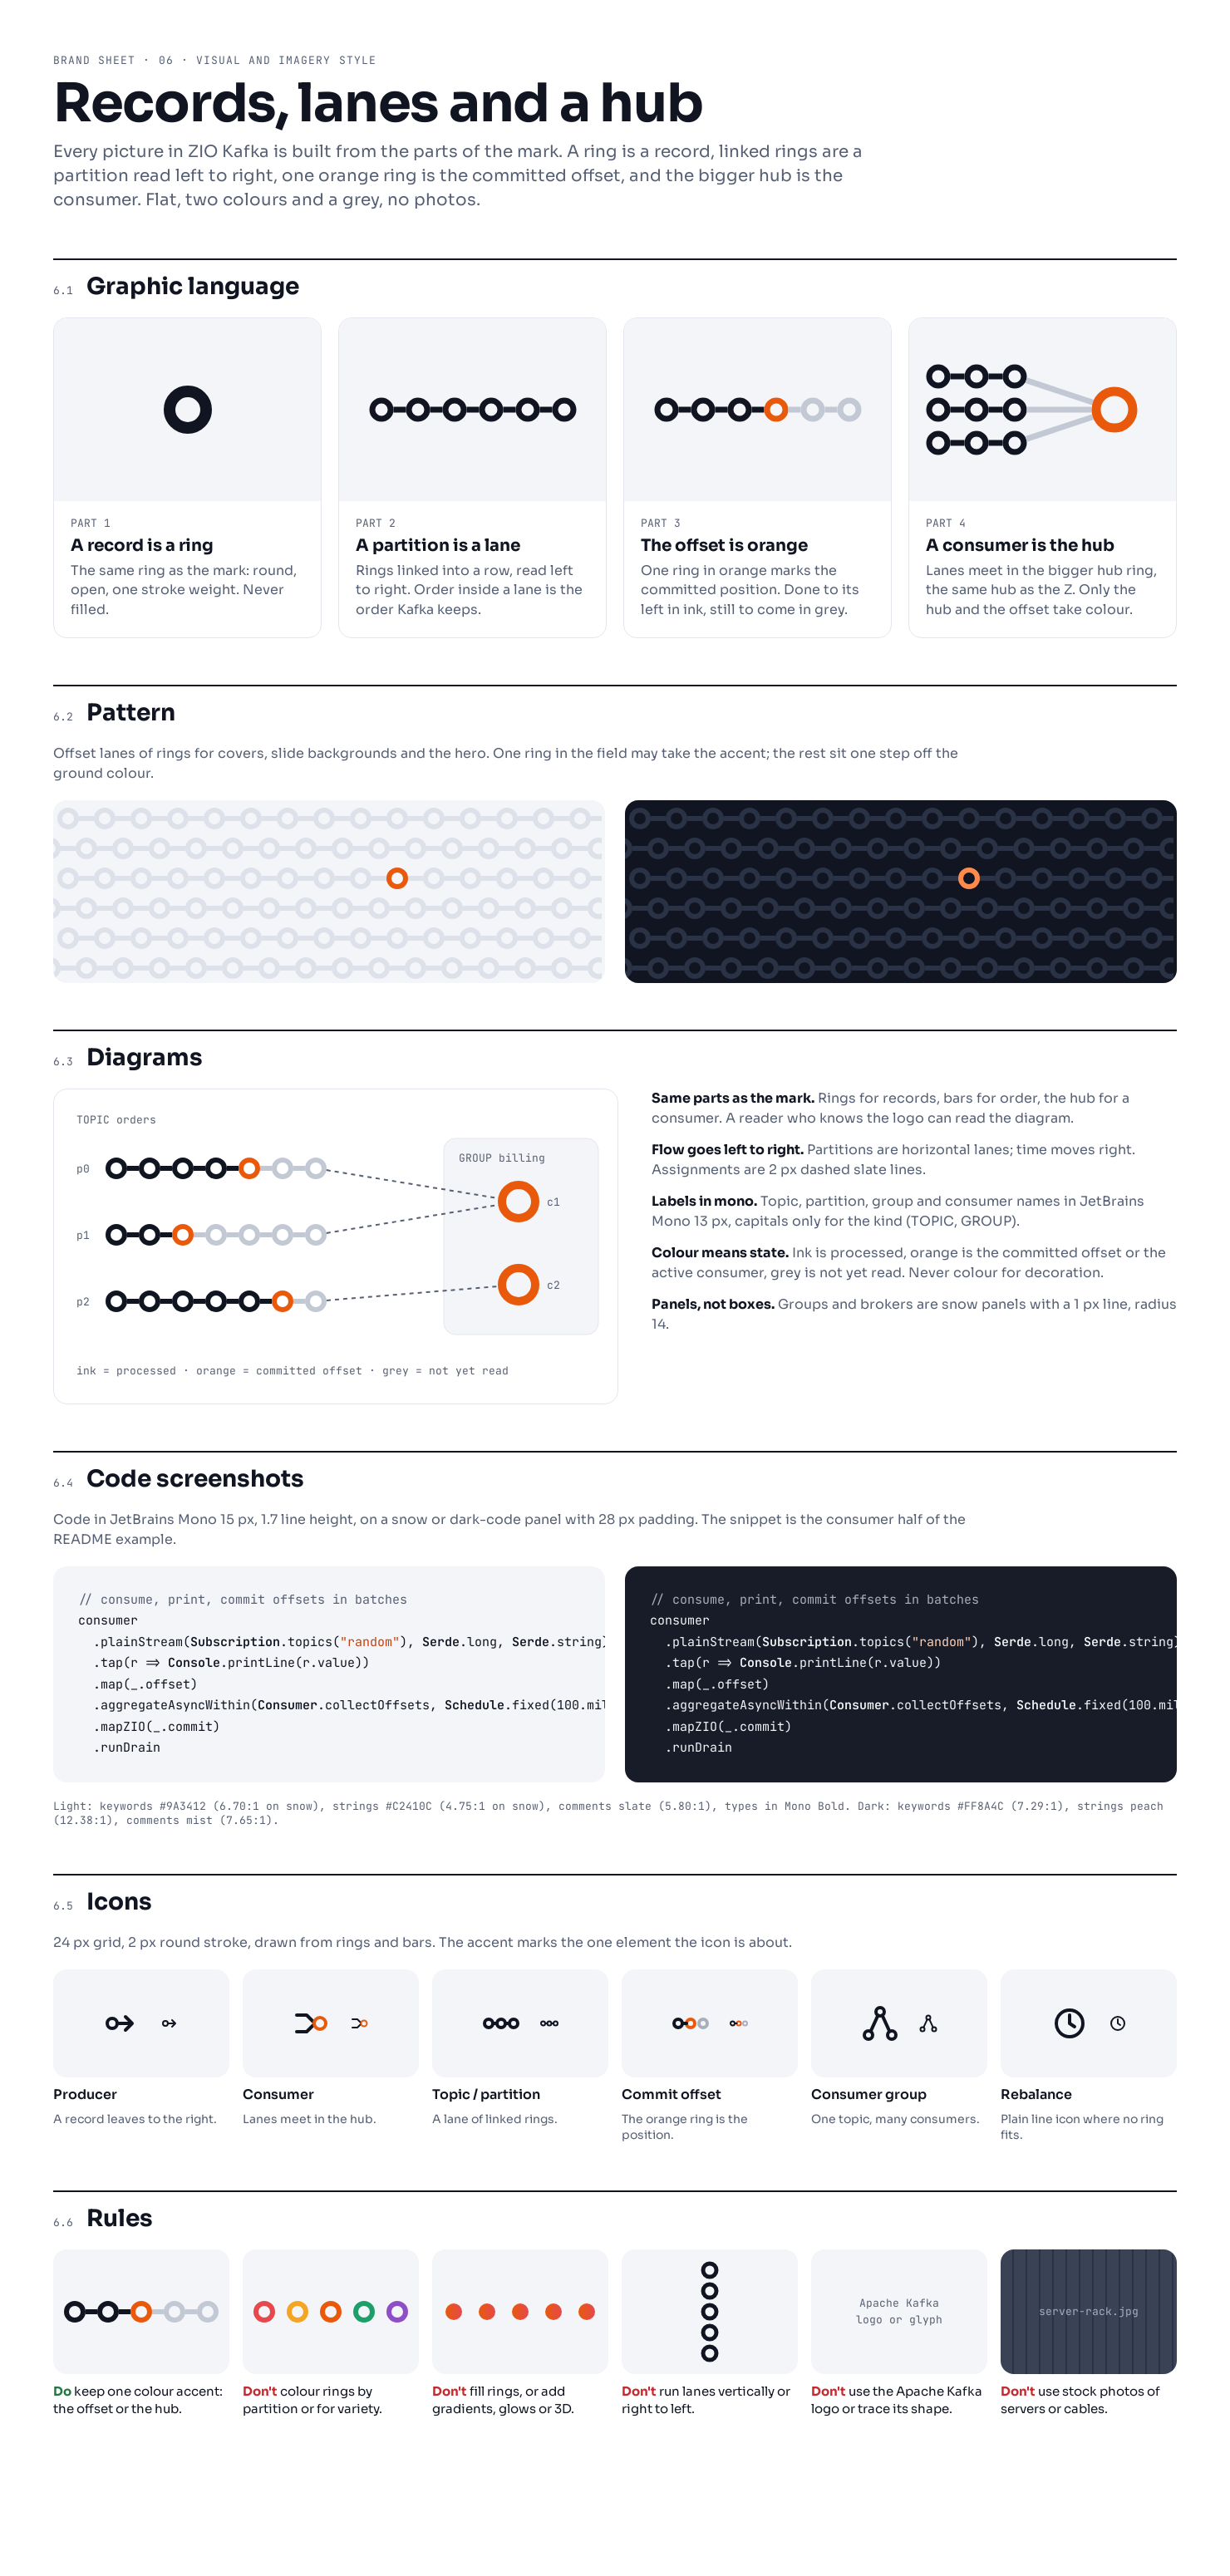 BRAND SHEET · 06 · VISUAL AND IMAGERY STYLE
Records, lanes and a hub
Every picture in ZIO Kafka is built from the parts of the mark. A ring is a record, linked rings are a
partition read left to right, one orange ring is the committed offset, and the bigger hub is the
consumer. Flat, two colours and a grey, no photos.
6.1 Graphic language
PART 1
A record is a ring
The same ring as the mark: round,
open, one stroke weight. Never
filled.
PART 2
A partition is a lane
Rings linked into a row, read left
to right. Order inside a lane is the
order Kafka keeps.
PART 3
The offset is orange
One ring in orange marks the
committed position. Done to its
left in ink, still to come in grey.
PART 4
A consumer is the hub
Lanes meet in the bigger hub ring,
the same hub as the Z. Only the
hub and the offset take colour.
6.2 Pattern
Offset lanes of rings for covers, slide backgrounds and the hero. One ring in the field may take the accent; the rest sit one step off the
ground colour.
6.3 Diagrams
TOPIC orders
GROUP billing
p0
c1
p1
c2
p2
ink = processed · orange = committed offset · grey = not yet read
Same parts as the mark. Rings for records, bars for order, the hub for a
consumer. A reader who knows the logo can read the diagram.
Flow goes left to right. Partitions are horizontal lanes; time moves right.
Assignments are 2 px dashed slate lines.
Labels in mono. Topic, partition, group and consumer names in JetBrains
Mono 13 px, capitals only for the kind (TOPIC, GROUP).
Colour means state. Ink is processed, orange is the committed offset or the
active consumer, grey is not yet read. Never colour for decoration.
Panels, not boxes. Groups and brokers are snow panels with a 1 px line, radius
14.
6.4 Code screenshots
Code in JetBrains Mono 15 px, 1.7 line height, on a snow or dark-code panel with 28 px padding. The snippet is the consumer half of the
README example.
// consume, print, commit offsets in batches
consumer
.plainStream(Subscription.topics("random"), Serde.long, Serde.string)
.tap(r => Console.printLine(r.value))
.map(_.offset)
.aggregateAsyncWithin(Consumer.collectOffsets, Schedule.fixed(100.mil
.mapZIO(_.commit)
.runDrain
// consume, print, commit offsets in batches
consumer
.plainStream(Subscription.topics("random"), Serde.long, Serde.string)
.tap(r => Console.printLine(r.value))
.map(_.offset)
.aggregateAsyncWithin(Consumer.collectOffsets, Schedule.fixed(100.mil
.mapZIO(_.commit)
.runDrain
Light: keywords #9A3412 (6.70:1 on snow), strings #C2410C (4.75:1 on snow), comments slate (5.80:1), types in Mono Bold. Dark: keywords #FF8A4C (7.29:1), strings peach
(12.38:1), comments mist (7.65:1).
6.5 Icons
24 px grid, 2 px round stroke, drawn from rings and bars. The accent marks the one element the icon is about.
Producer
A record leaves to the right.
Consumer
Lanes meet in the hub.
Topic / partition
A lane of linked rings.
Commit offset
The orange ring is the
position.
Consumer group
One topic, many consumers.
Rebalance
Plain line icon where no ring
fits.
6.6 Rules
Apache Kafka
logo or glyph
server-rack.jpg
Do keep one colour accent:
the offset or the hub.
Don't colour rings by
partition or for variety.
Don't fill rings, or add
gradients, glows or 3D.
Don't run lanes vertically or
right to left.
Don't use the Apache Kafka
logo or trace its shape.
Don't use stock photos of
servers or cables.